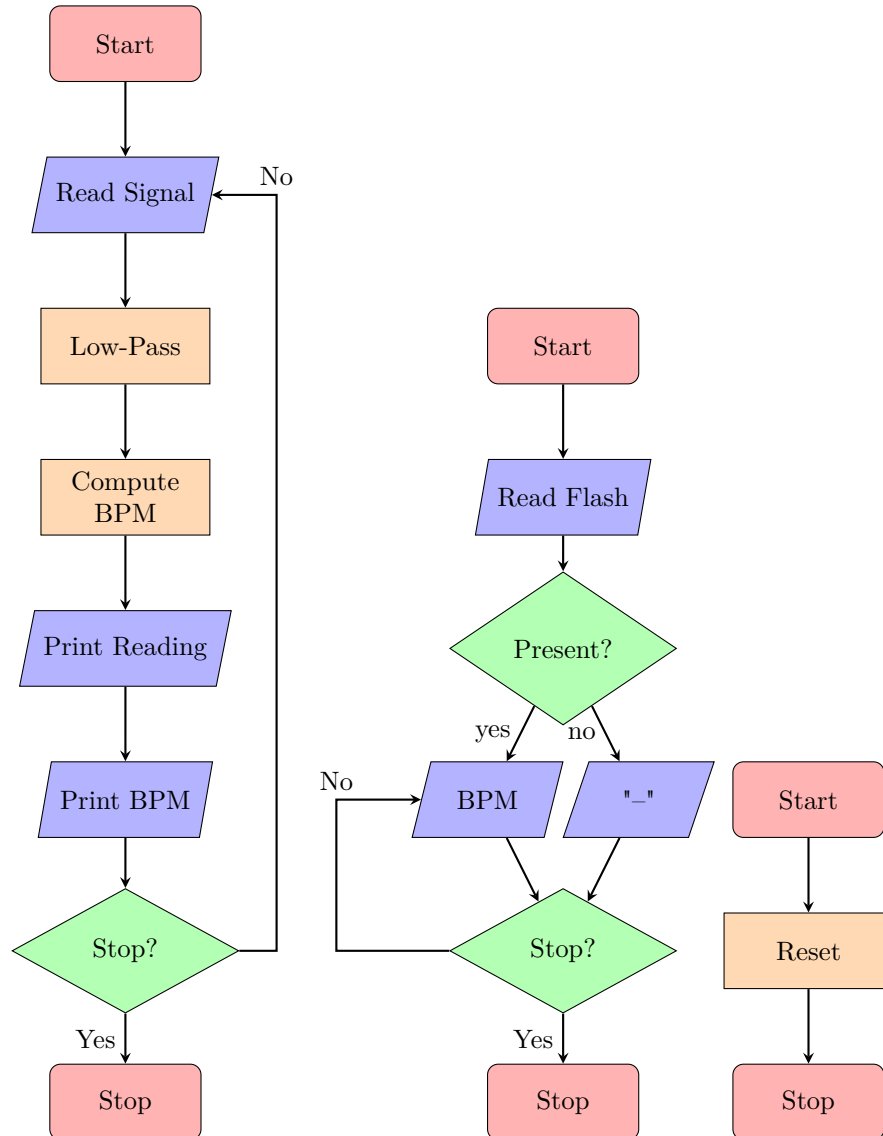 Start
Read Signal
No
Low-Pass
Compute
BPM
Print Reading
Print BPM
Stop?
Yes
Stop
Start
Read Flash
Present?
yes
no
No
BPM
"–"
Stop?
Yes
Stop
Start
Reset
Stop